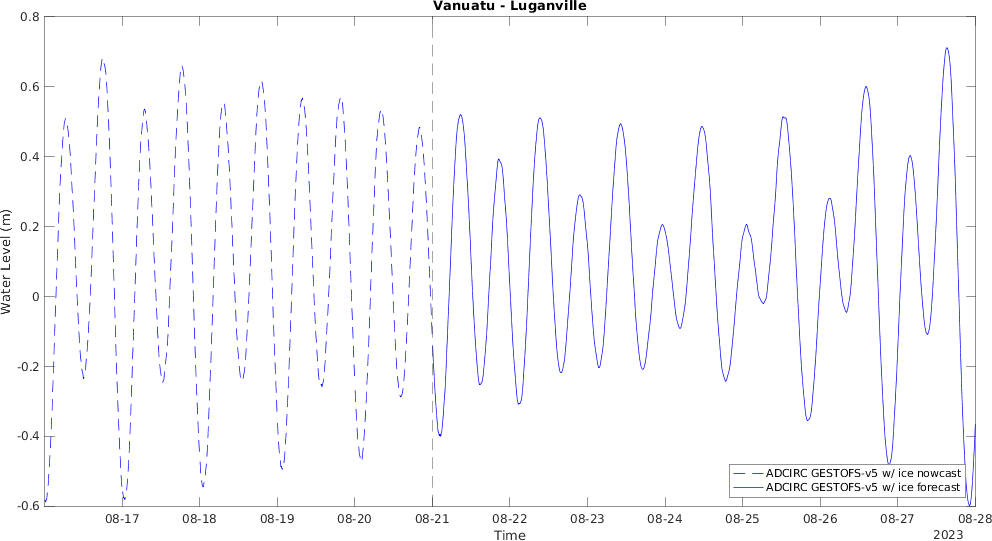 Vanuatu - Luganville
0.8
0.6
0.4
0.2
0
-0.2
-0.4
-0.6
Water Level (m)
ADCIRC GESTOFS-v5 w/ ice nowcast
ADCIRC GESTOFS-v5 w/ ice forecast
08-17 08-18 08-19 08-20 08-21 08-22 08-23 08-24 08-25 08-26 08-27 08-28
Time
2023